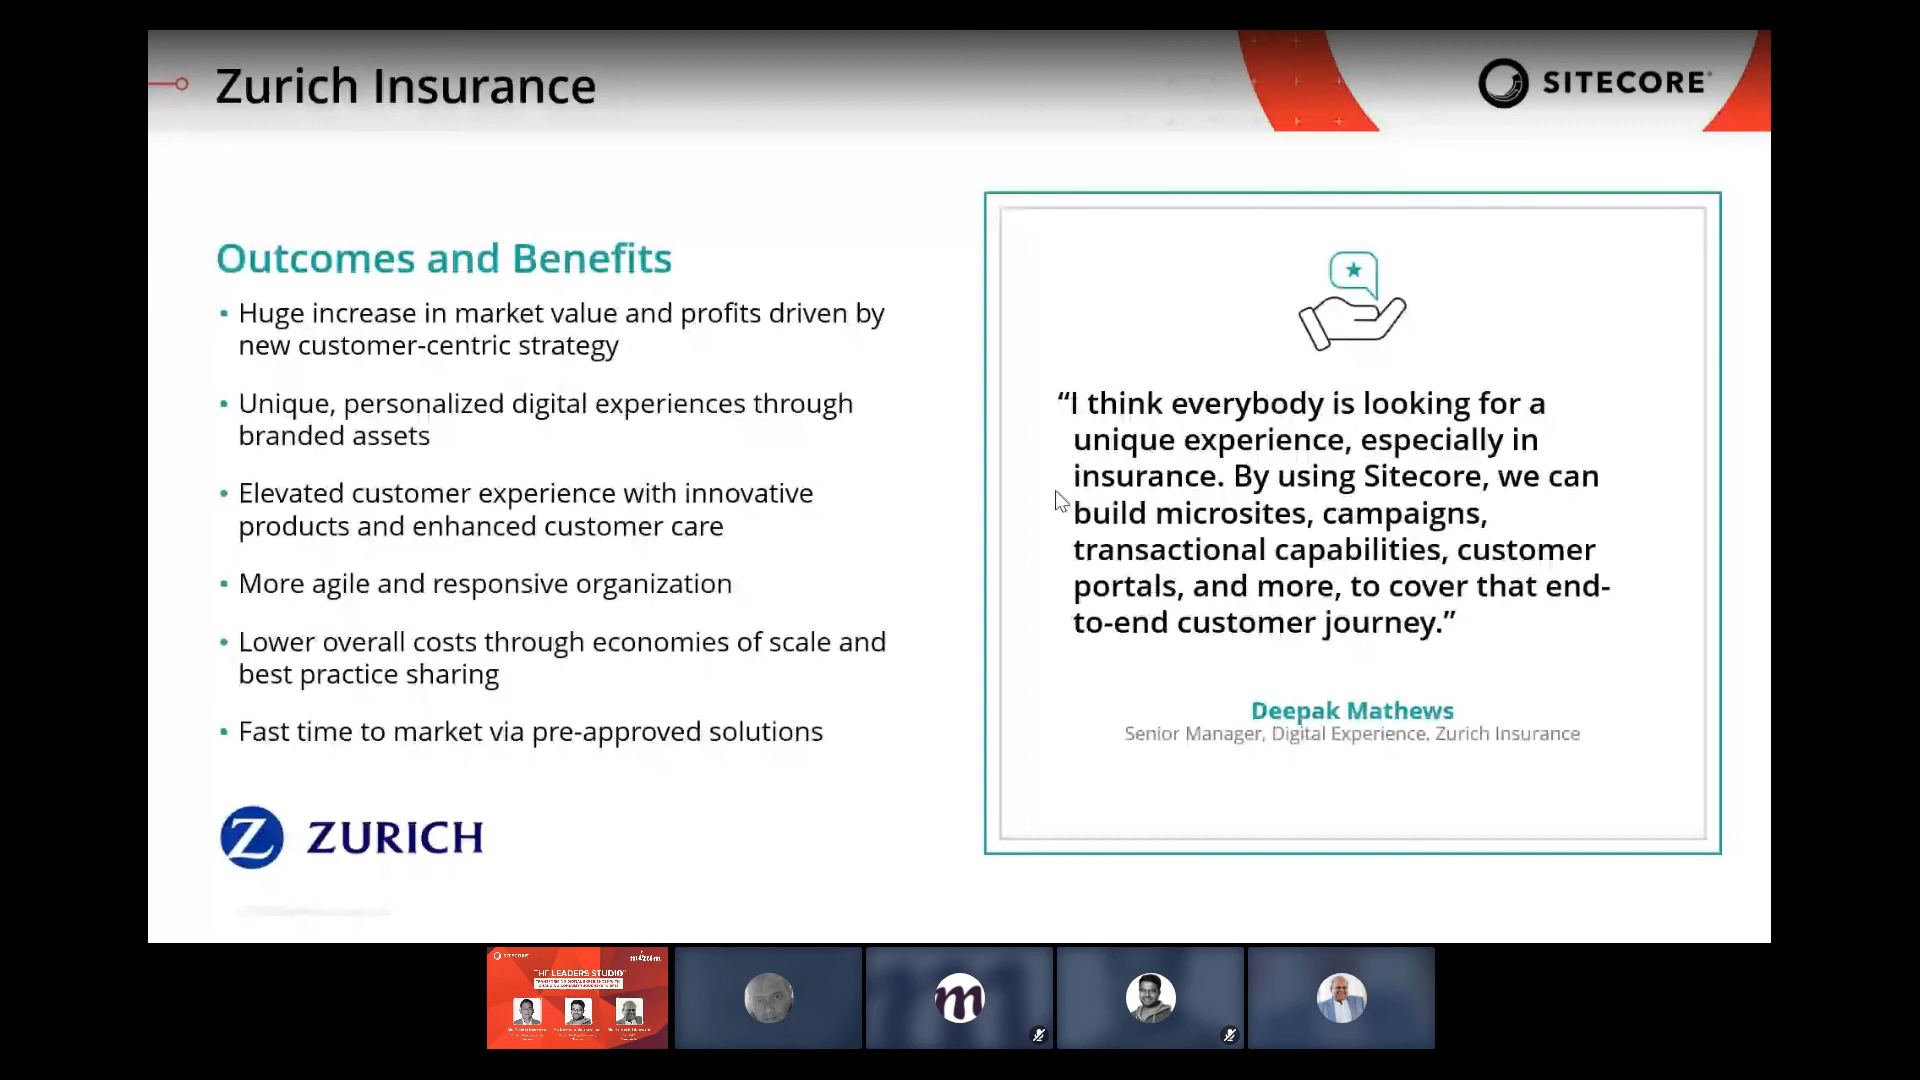 Zurich Insurance
SITECORE
Outcomes and Benefits
• Huge increase in market value and profits driven by
new customer-centric strategy
• Unique, personalized digital experiences through
branded assets
• Elevated customer experience with innovative
products and enhanced customer care
• More agile and responsive organization
• Lower overall costs through economies of scale and
best practice sharing
• Fast time to market via pre-approved solutions
Z ZURICH
“I think everybody is looking for a
unique experience, especially in
insurance. By using Sitecore, we can
build microsites, campaigns,
transactional capabilities, customer
portals, and more, to cover that end-
to-end customer journey.”
Deepak Mathews
Senior Manager, Digital Experience, Zurich Insurance
SITECORE
"THE LEADERS STUDIO"
m